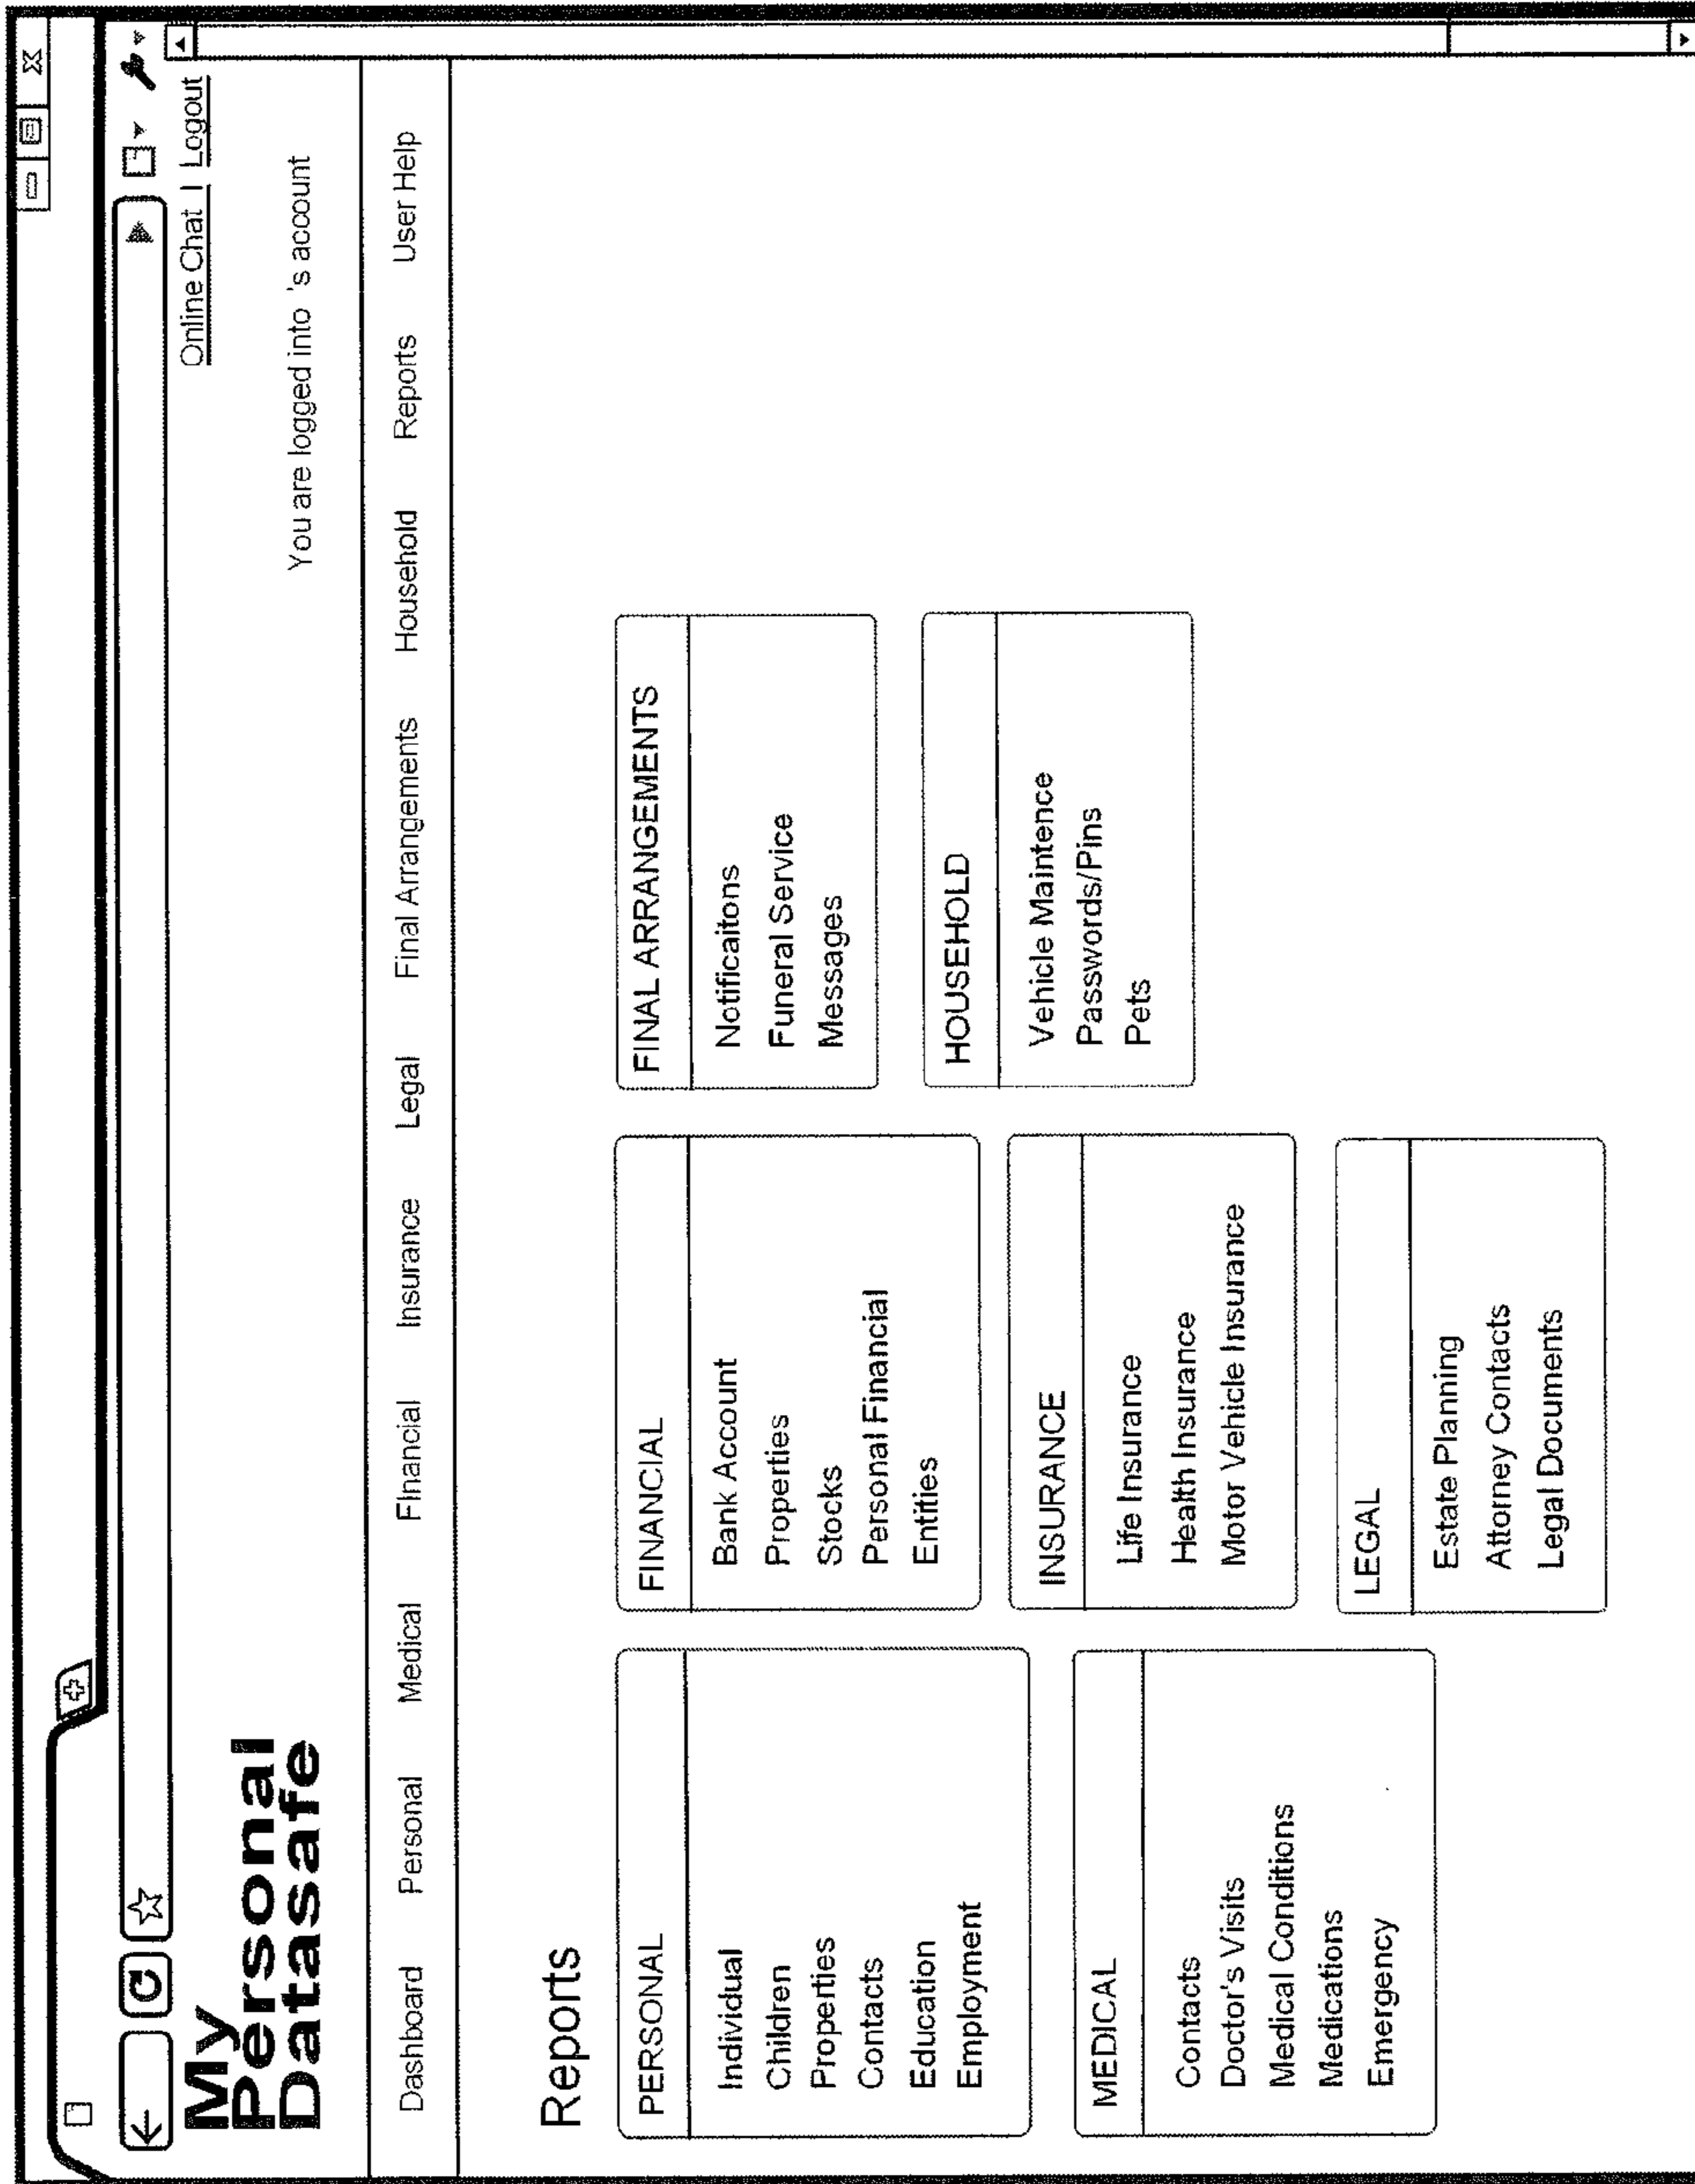 Online Chat | Logout
My
Personal
Datasafe
You are logged into 's account
Dashboard Personal Medical FInancial Insurance Legal Final Arrangements Household Reports User Help
Reports
PERSONAL
Individual
Children
Properties
Contacts
Education
Employment
MEDICAL
Contacts
Doctor's Visits
Medical Conditions
Medications
Emergency
FINANCIAL
Bank Account
Properties
Stocks
Personal Financial
Entities
INSURANCE
Life Insurance
Health Insurance
Motor Vehicle Insurance
LEGAL
Estate Planning
Attorney Contacts
Legal Documents
FINAL ARRANGEMENTS
Notificaitons
Funeral Service
Messages
HOUSEHOLD
Vehicle Maintence
Passwords/Pins
Pets